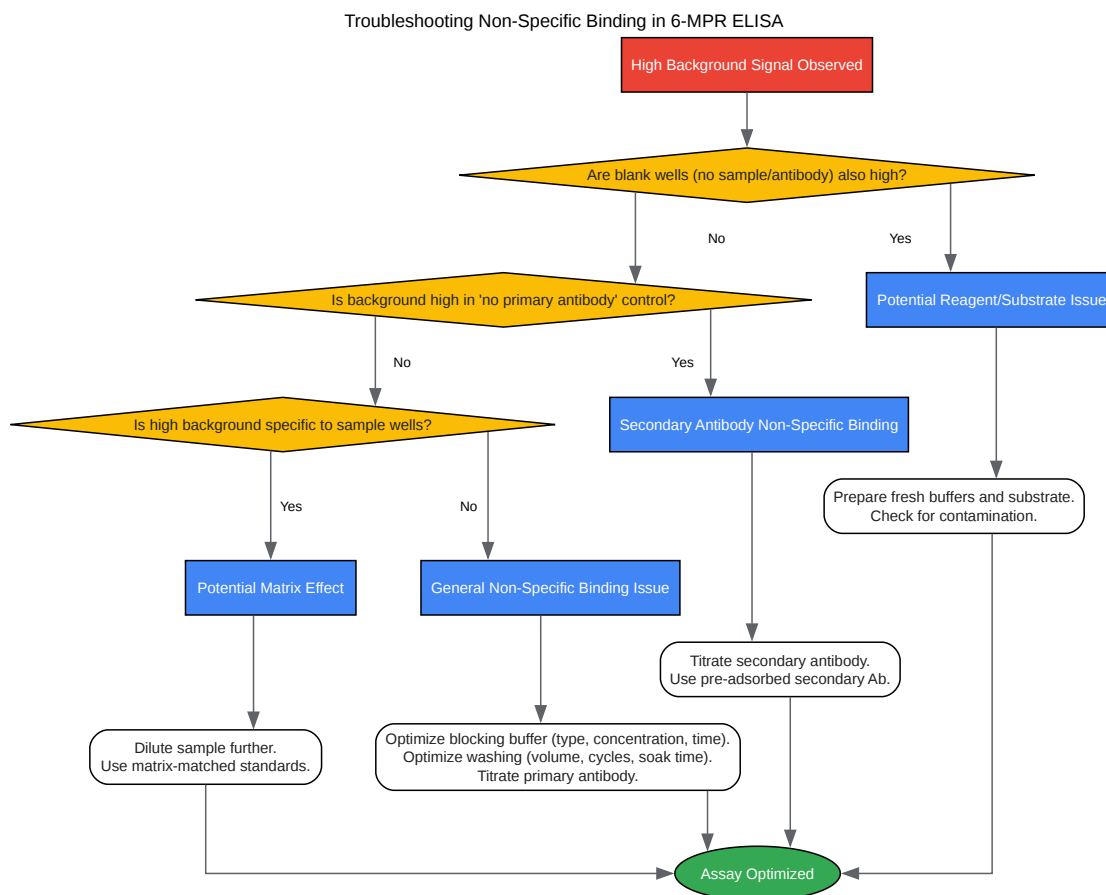 Troubleshooting Non-Specific Binding in 6-MPR ELISA
High Background Signal Observed
Are blank wells (no sample/antibody) also high?
No
Yes
Is background high in 'no primary antibody' control?
Potential Reagent/Substrate Issue
No
Yes
Is high background specific to sample wells?
Secondary Antibody Non-Specific Binding
Yes
No
Prepare fresh buffers and substrate.
Check for contamination.
Potential Matrix Effect
General Non-Specific Binding Issue
Titrate secondary antibody.
Use pre-adsorbed secondary Ab.
Dilute sample further.
Use matrix-matched standards.
Optimize blocking buffer (type, concentration, time).
Optimize washing (volume, cycles, soak time).
Titrate primary antibody.
Assay Optimized